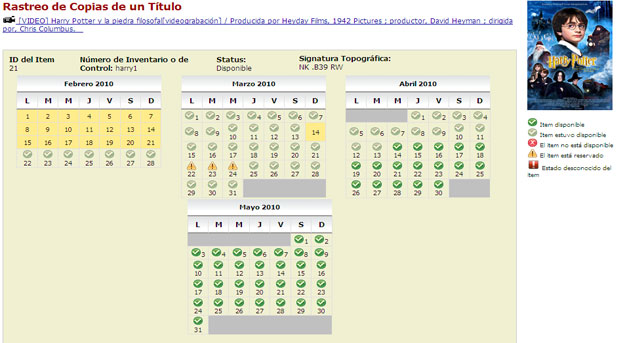 Rastreo de Copias de un Título
[VIDEO] Harry Potter y la piedra filosofal[videograbación] / Producida por Heyday Films, 1942 Pictures ; productor, David Heyman ; dirigida
por, Chris Columbus.
ID del Item
21
Número de Inventario o de
Control: harry1
Status:
Disponible
Signatura Topográfica:
NK .B39 RW
Febrero 2010
L M M J V S D
1 2 3 4 5 6 7
8 9 10 11 12 13 14
15 16 17 18 19 20 21
22 23 24 25 26 27 28
Marzo 2010
L M M J V S D
1 2 3 4 5 6 7
8 9 10 11 12 13 14
15 16 17 18 19 20 21
22 23 24 25 26 27 28
29 30 31
Abril 2010
L M M J V S D
1 2 3 4
5 6 7 8 9 10 11
12 13 14 15 16 17 18
19 20 21 22 23 24 25
26 27 28 29 30
Mayo 2010
L M M J V S D
1 2
3 4 5 6 7 8 9
10 11 12 13 14 15 16
17 18 19 20 21 22 23
24 25 26 27 28 29 30
31
Harry Potter
Item disponible
Item estuvo disponible
El item no está disponible
El item está reservado
Estado desconocido del
item